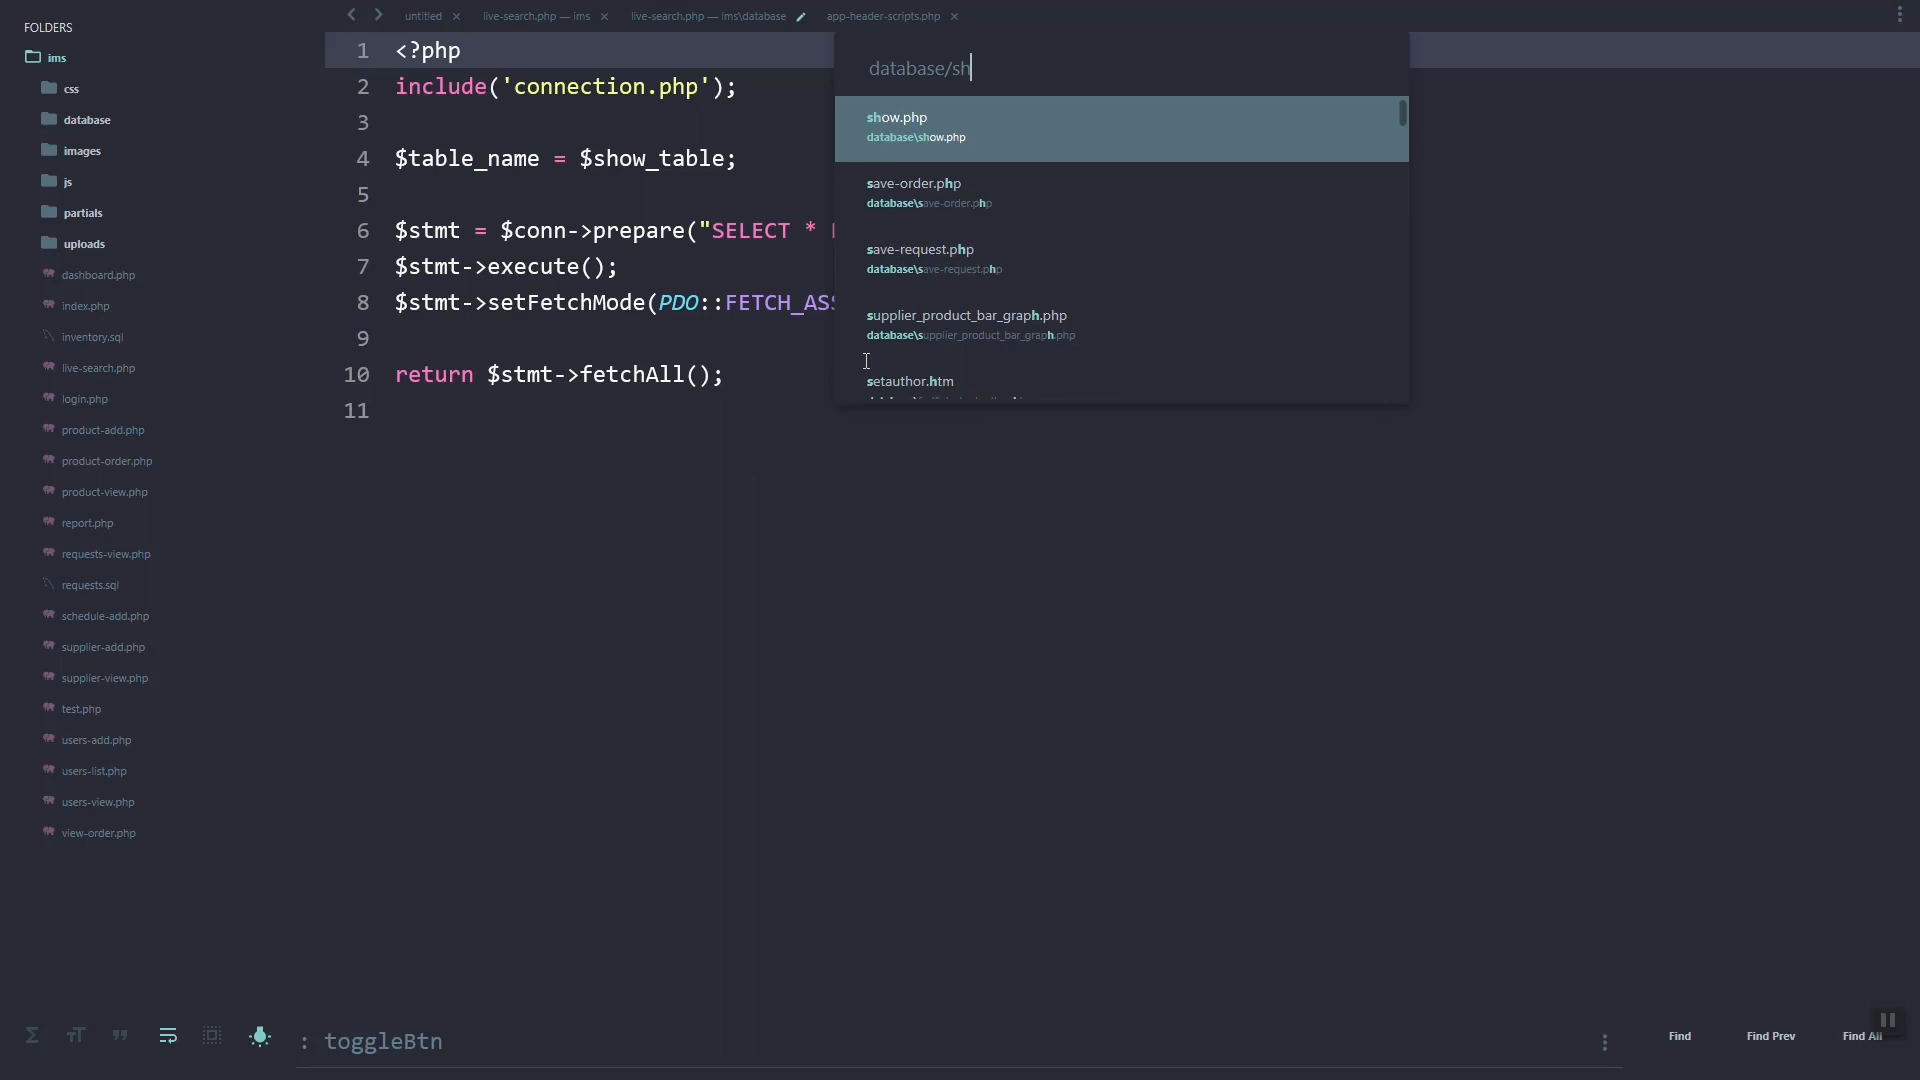 FOLDERS
ims
css
database
images
js
partials
uploads
dashboard.php
index.php
inventory.sql
live-search.php
login.php
product-add.php
product-order.php
product-view.php
report.php
requests-view.php
requests.sql
schedule-add.php
supplier-add.php
supplier-view.php
test.php
users-add.php
users-list.php
users-view.php
view-order.php
untitled
live-search.php — ims
live-search.php — ims\database
app-header-scripts.php
1 <?php
2 include('connection.php');
3
4 $table_name = $show_table;
5
6 $stmt = $conn->prepare("SELECT *
7 $stmt->execute();
8 $stmt->setFetchMode(PDO::FETCH_ASS
9
10 return $stmt->fetchAll();
11
database/sh
show.php
database\show.php
save-order.php
database\save-order.php
save-request.php
database\save-request.php
supplier_product_bar_graph.php
database\supplier_product_bar_graph.php
setauthor.htm
: toggleBtn
Find
Find Prev
Find All